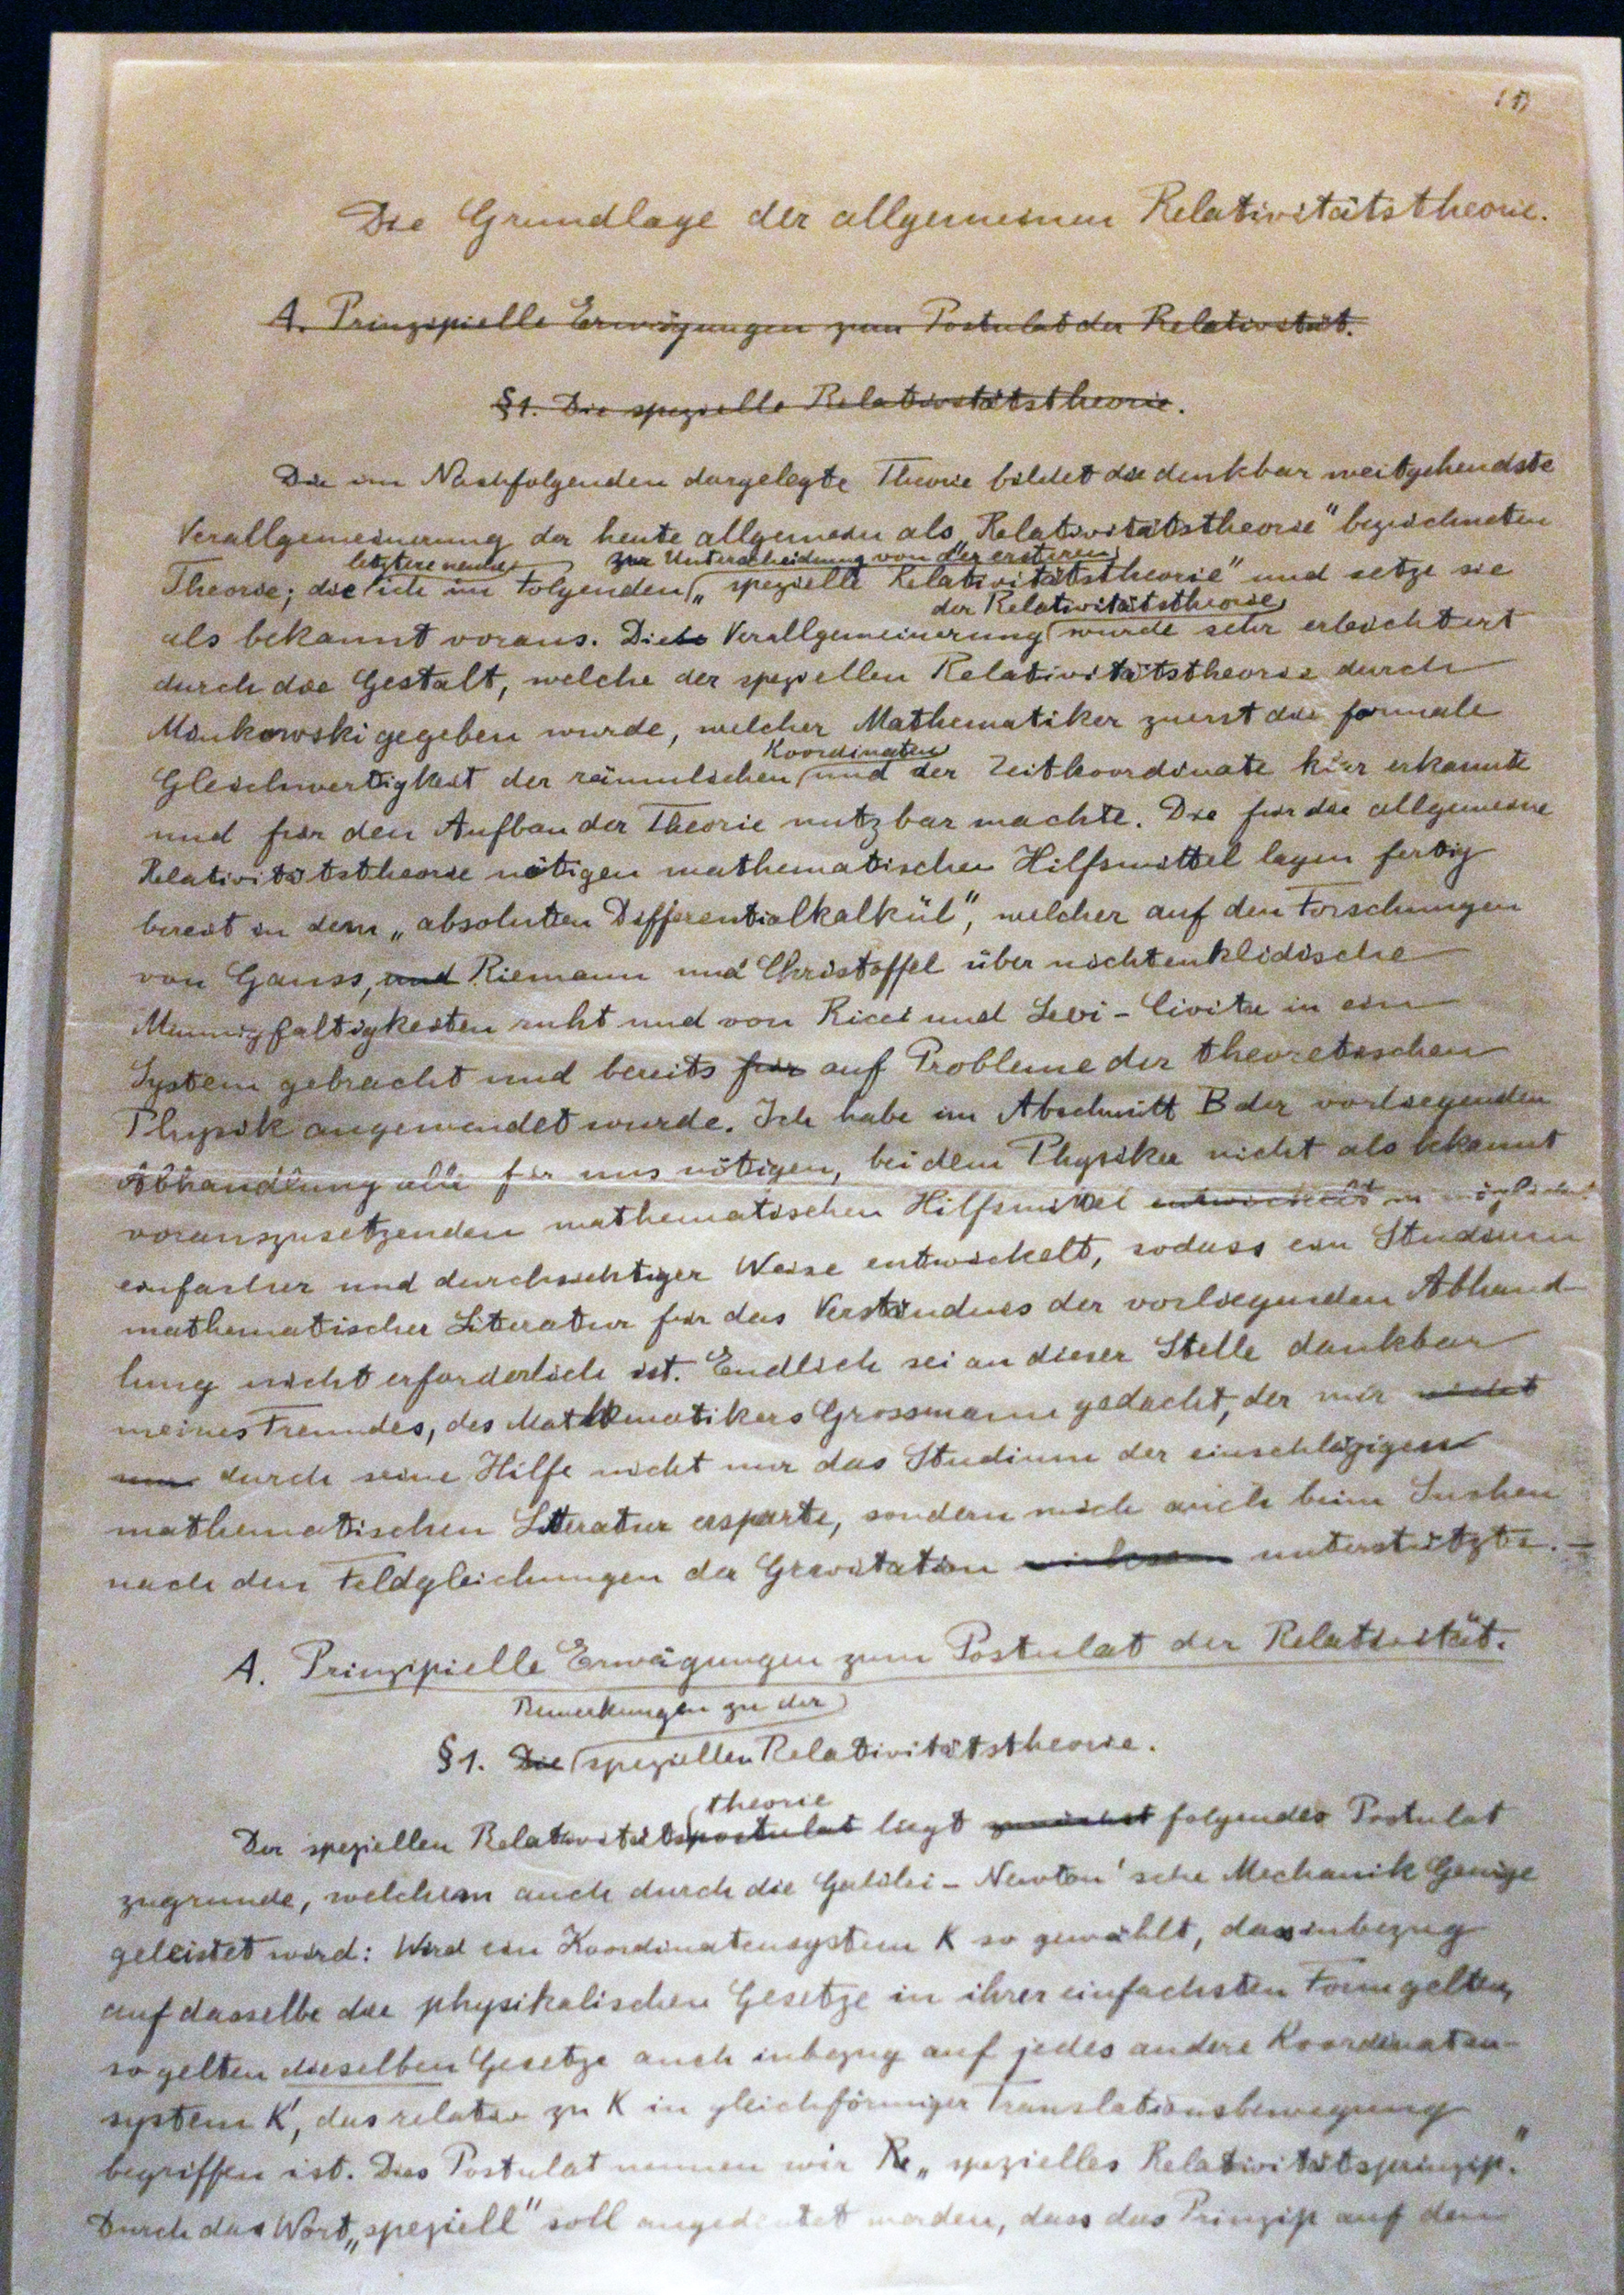 (1)
Die Grundlage der allgemeinen Relativitätstheorie.
A. Prinzipielle Erwägungen zum Postulat der Relativität.
§1. Die spezielle Relativitätstheorie.
Die im Nachfolgenden dargelegte Theorie bildet die denkbar weitgehendste
Verallgemeinerung der heute allgemein als „Relativitätstheorie" bezeichneten
letztere nenne zur Unterscheidung von der ersteren
Theorie; die ich im Folgenden „spezielle Relativitätstheorie" und setze sie
der Relativitätstheorie
als bekannt voraus. Diese Verallgemeinerung wurde sehr erleichtert
durch die Gestalt, welche der speziellen Relativitätstheorie durch
Minkowski gegeben wurde, welcher Mathematiker zuerst die formale
Koordinaten
Gleichwertigkeit der räumlichen und der Zeitkoordinate klar erkannte
und für den Aufbau der Theorie nutzbar machte. Die für die allgemeine
Relativitätstheorie nötigen mathematischen Hilfsmittel lagen fertig
bereit in dem „absoluten Differentialkalkül", welcher auf den Forschungen
von Gauss, und Riemann und Christoffel über nichteuklidische
Mannigfaltigkeiten ruht und von Ricci und Levi-Civita in ein
System gebracht und bereits für auf Probleme der theoretischen
Physik angewendet wurde. Ich habe im Abschnitt B der vorliegenden
Abhandlung alle für uns nötigen, bei dem Physiker nicht als bekannt
vorauszusetzenden mathematischen Hilfsmittel entwickelt in möglichst
einfacher und durchsichtiger Weise entwickelt, sodass ein Studium
mathematischer Literatur für das Verständnis der vorliegenden Abhand-
lung nicht erforderlich ist. Endlich sei an dieser Stelle dankbar
meines Freundes, des Mathematikers Grossmann gedacht, der mir nicht
nur durch seine Hilfe nicht nur das Studium der einschlägigen
mathematischen Literatur ersparte, sondern mich auch beim Suchen
nach den Feldgleichungen der Gravitation unterstützte. —
A. Prinzipielle Erwägungen zum Postulat der Relativität.
Bemerkungen zu der
§1. Die speziellen Relativitätstheorie.
theorie
Der speziellen Relativitätspostulat liegt zunächst folgendes Postulat
zugrunde, welchem auch durch die Galilei-Newton'sche Mechanik Genüge
geleistet wird: Wird ein Koordinatensystem K so gewählt, dass inbezug
auf dasselbe die physikalischen Gesetze in ihrer einfachsten Form gelten,
so gelten dieselben Gesetze auch inbezug auf jedes andere Koordinaten-
system K', das relativ zu K in gleichförmiger Translationsbewegung
begriffen ist. Dies Postulat nennen wir Re „spezielles Relativitätsprinzip."
Durch das Wort „speziell" soll angedeutet werden, dass das Prinzip auf den